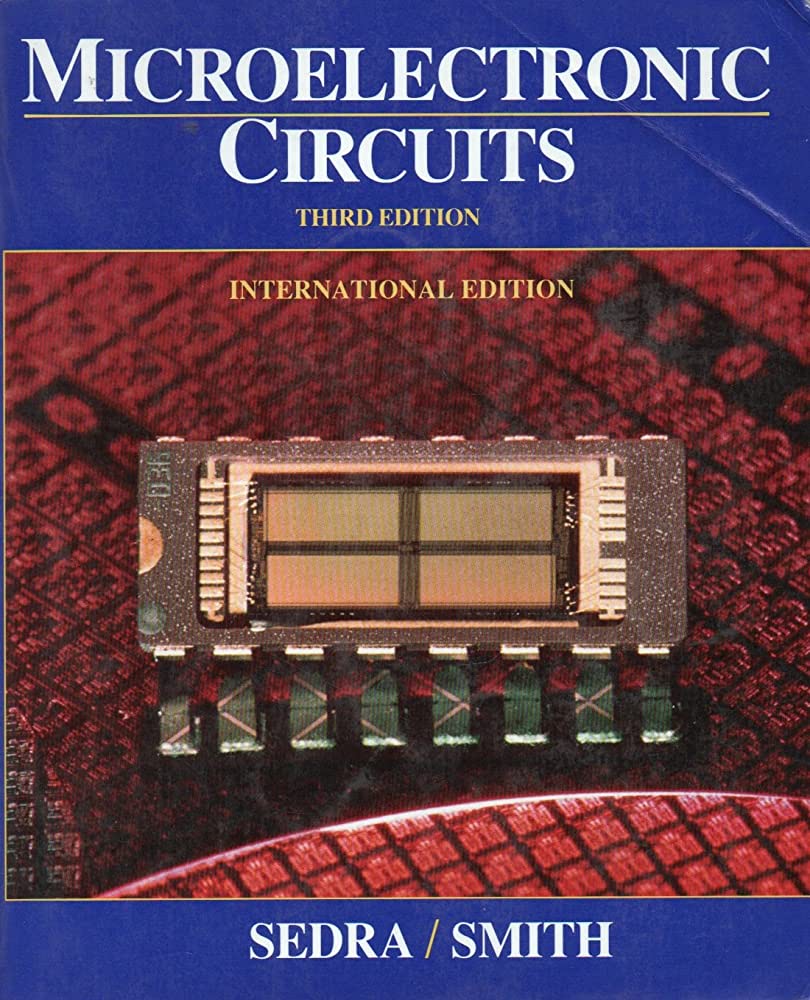 MICROELECTRONIC
CIRCUITS
THIRD EDITION
INTERNATIONAL EDITION
SEDRA / SMITH